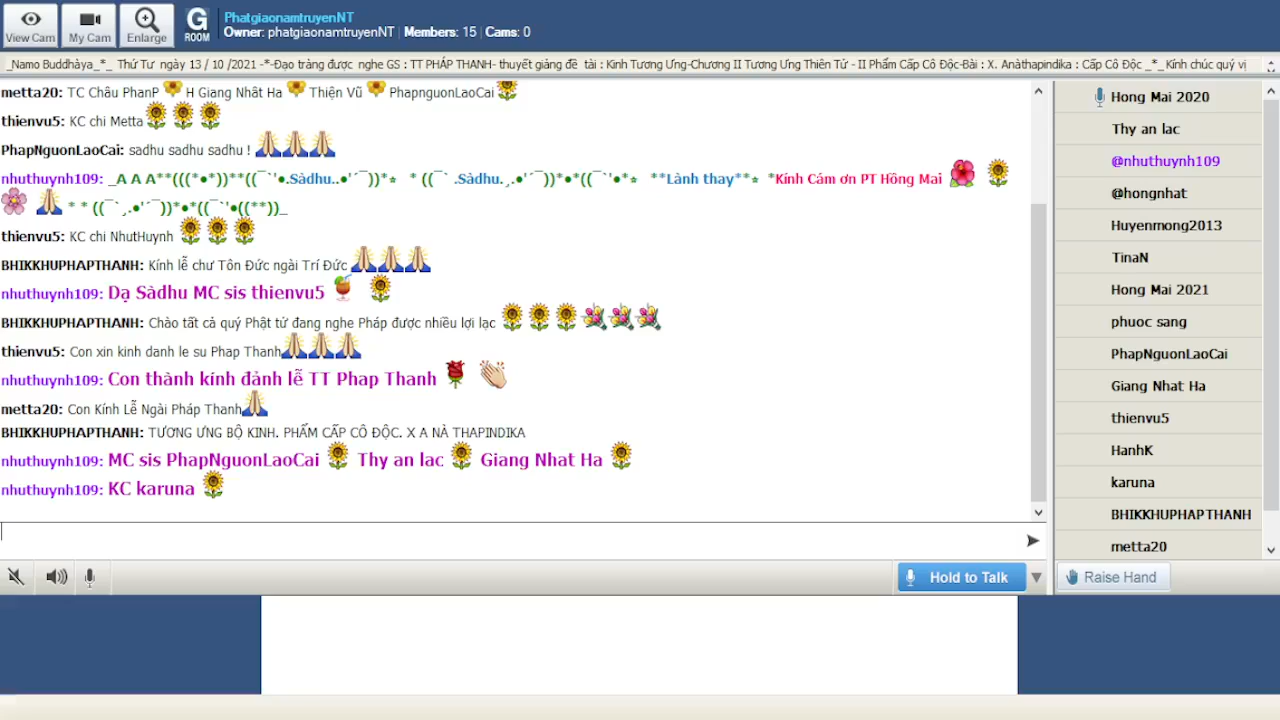 PhatgiaonamtruyenNT
Owner: phatgiaonamtruyenNT | Members: 15 | Cams: 0
View Cam
My Cam
Enlarge
G
ROOM
_Namo Buddhàya_*_ Thứ Tư ngày 13 / 10 /2021 -*-Đạo tràng được nghe GS : TT PHÁP THANH- thuyết giảng đề tài : Kinh Tương Ưng-Chương II Tương Ưng Thiên Tử - II Phẩm Cấp Cô Độc-Bài : X. Anàthapindika : Cấp Cô Độc _*_ Kính chúc quý vị
metta20: TC Châu PhanP H Giang Nhât Ha Thiện Vũ PhapnguonLaoCai
thienvu5: KC chi Metta
PhapNguonLaoCai: sadhu sadhu sadhu !
nhuthuynh109: _A A A**(((*•*))**((¯`'•.Sàdhu..•'´¯))*⭒ * ((¯` .Sàdhu.¸.•'´¯))*•*((¯`'•*⭒ **Lành thay**⭒ *Kính Cám ơn PT Hồng Mai
* * ((¯`¸.•'´¯))*•*((¯`'•((**))_
thienvu5: KC chi NhutHuynh
BHIKKHUPHAPTHANH: Kính lễ chư Tôn Đức ngài Trí Đức
nhuthuynh109: Dạ Sàdhu MC sis thienvu5
BHIKKHUPHAPTHANH: Chào tất cả quý Phật tử đang nghe Pháp được nhiều lợi lạc
thienvu5: Con xin kinh danh le su Phap Thanh
nhuthuynh109: Con thành kính đảnh lễ TT Phap Thanh
metta20: Con Kính Lễ Ngài Pháp Thanh
BHIKKHUPHAPTHANH: TƯƠNG ƯNG BỘ KINH. PHẨM CẤP CÔ ĐỘC. X A NÀ THAPINDIKA
nhuthuynh109: MC sis PhapNguonLaoCai Thy an lac Giang Nhat Ha
nhuthuynh109: KC karuna
Hold to Talk
Hong Mai 2020
Thy an lac
@nhuthuynh109
@hongnhat
Huyenmong2013
TinaN
Hong Mai 2021
phuoc sang
PhapNguonLaoCai
Giang Nhat Ha
thienvu5
HanhK
karuna
BHIKKHUPHAPTHANH
metta20
Raise Hand